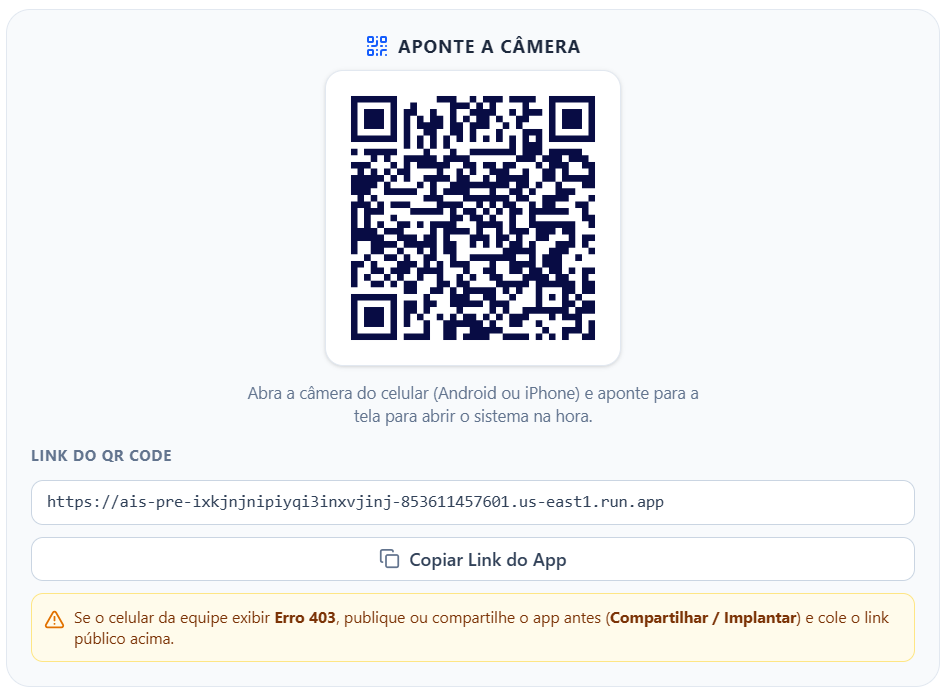 APONTE A CÂMERA
Abra a câmera do celular (Android ou iPhone) e aponte para a
tela para abrir o sistema na hora.
LINK DO QR CODE
https://ais-pre-ixkjnjnipiyqi3inxvjinj-853611457601.us-east1.run.app
Copiar Link do App
Se o celular da equipe exibir Erro 403, publique ou compartilhe o app antes (Compartilhar / Implantar) e cole o link
público acima.